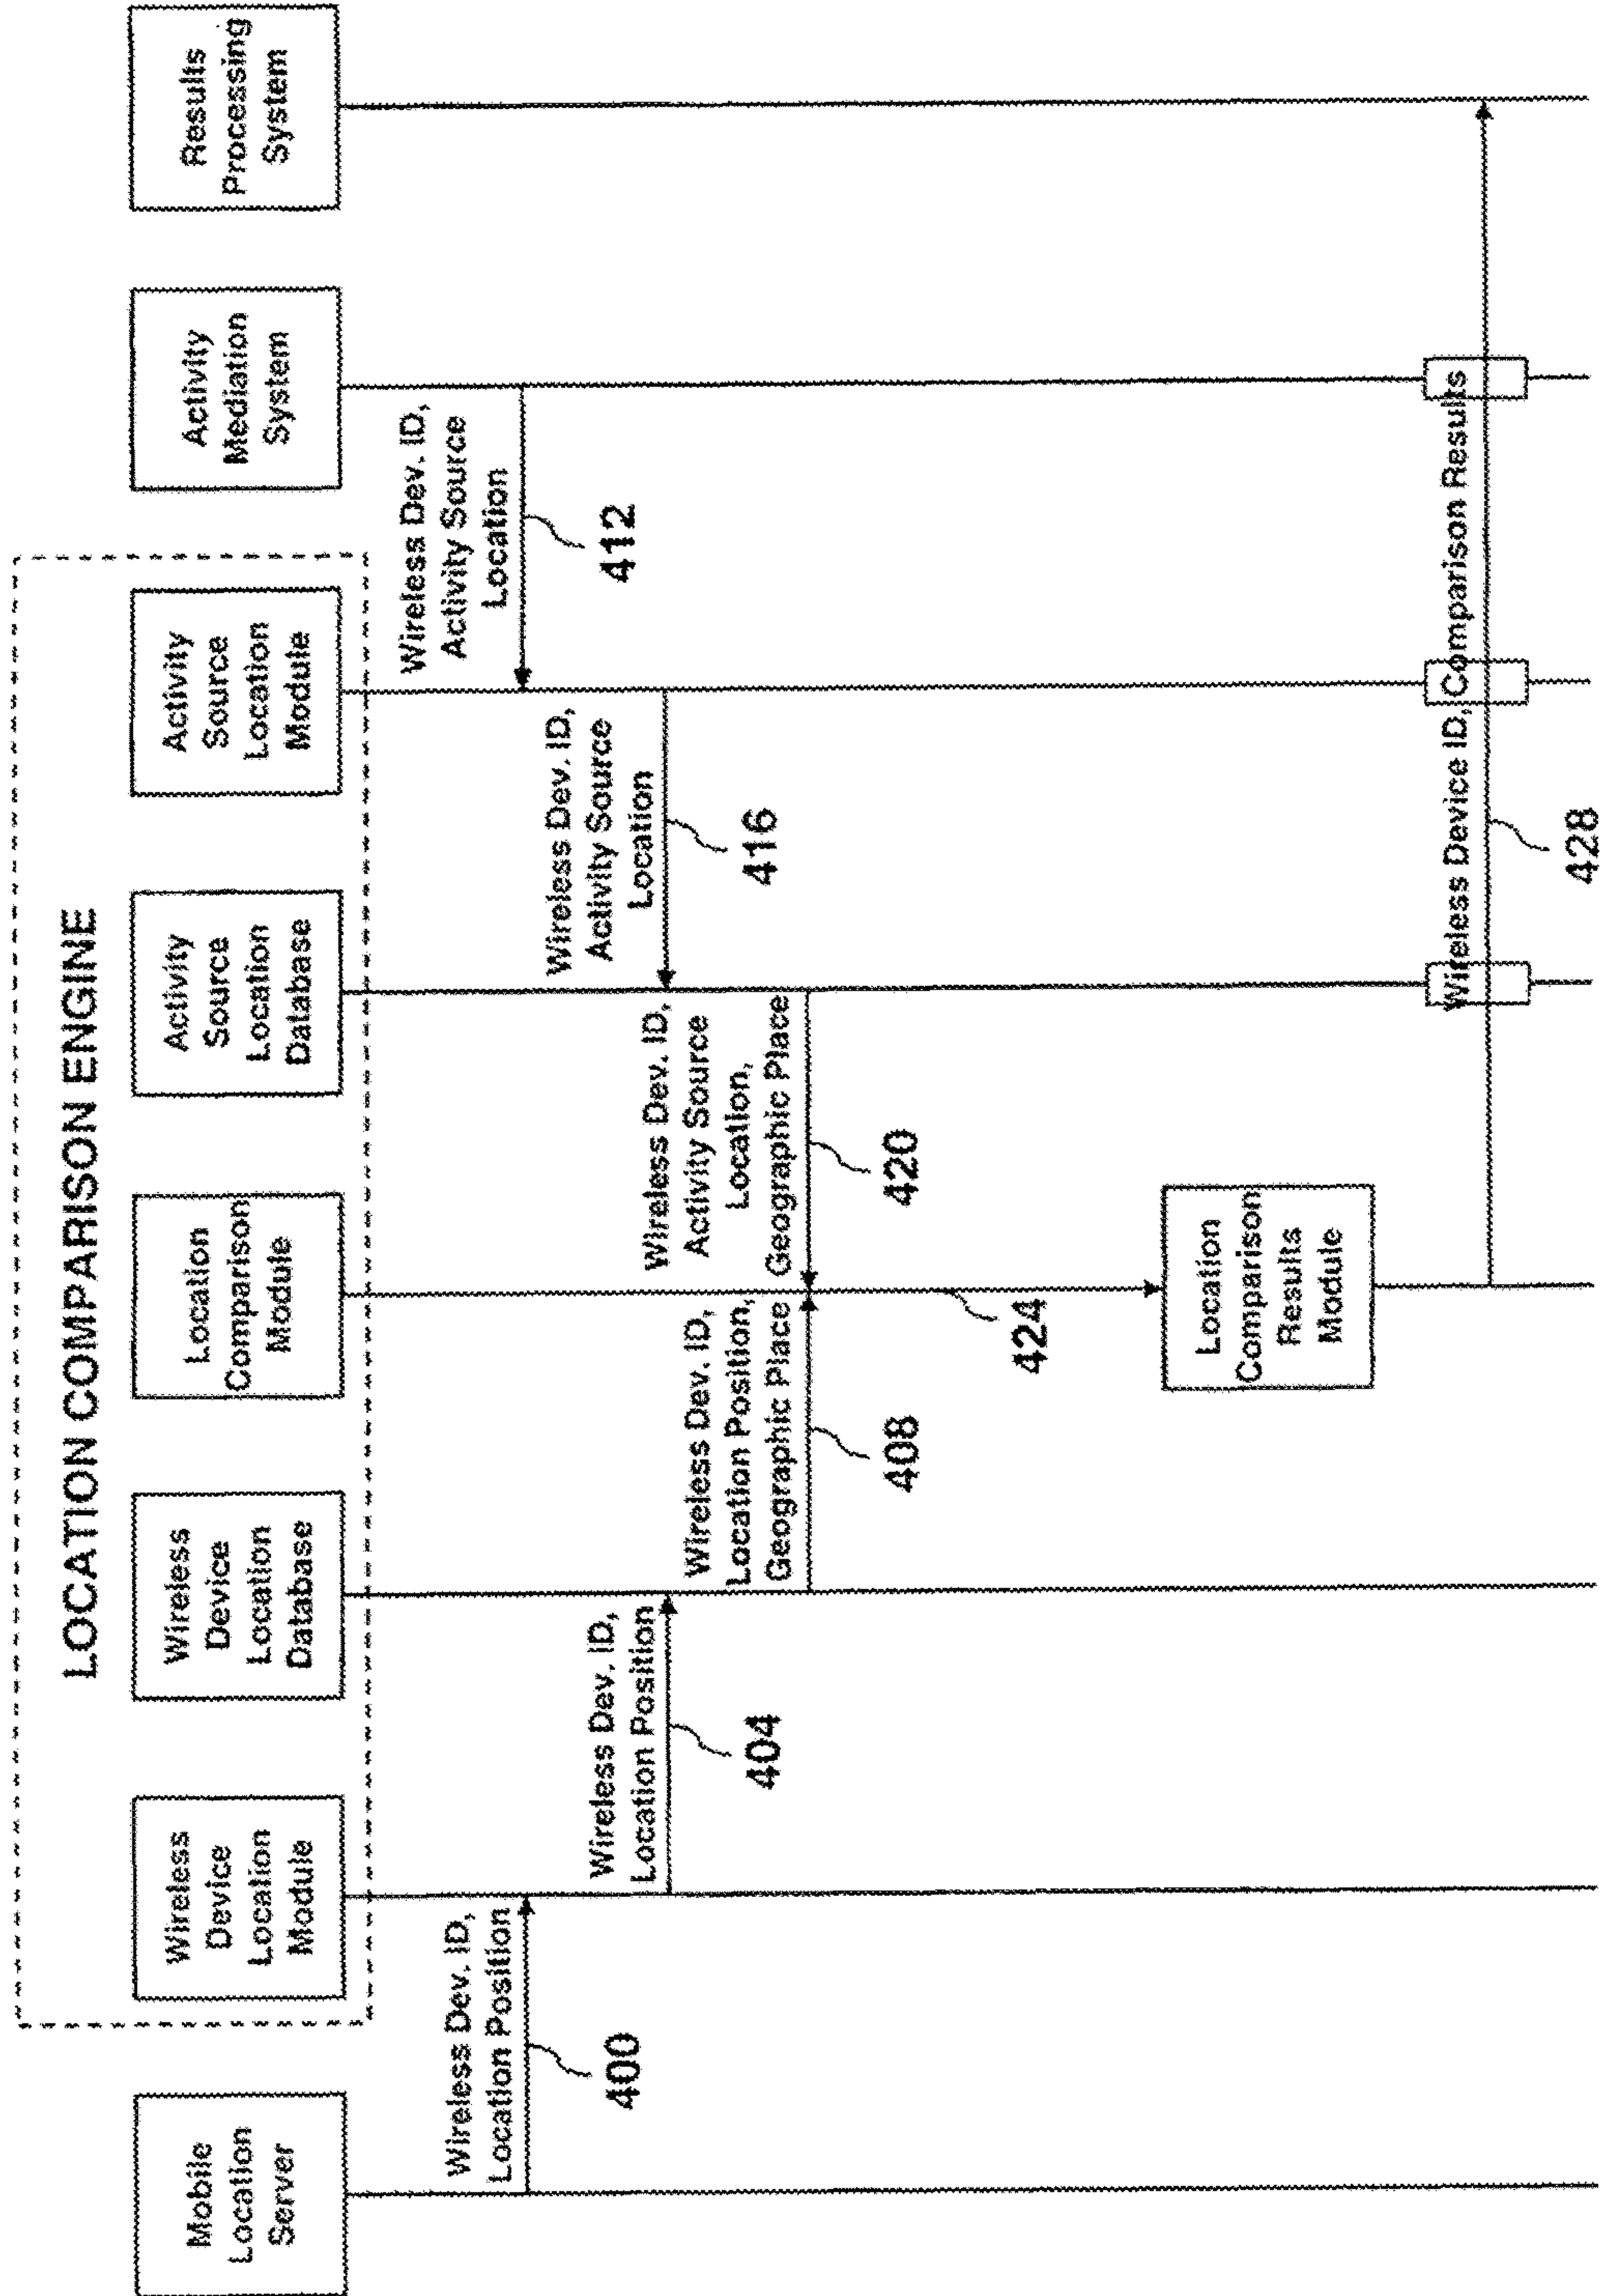 LOCATION COMPARISON ENGINE
Mobile
Location
Server
Wireless
Device
Location
Module
Wireless
Device
Location
Database
Location
Comparison
Module
Activity
Source
Location
Database
Activity
Source
Location
Module
Activity
Mediation
System
Results
Processing
System
Wireless Dev. ID,
Location Position
400
Wireless Dev. ID,
Location Position
404
Wireless Dev. ID,
Location Position,
Geographic Place
408
Wireless Dev. ID,
Activity Source
Location
412
Wireless Dev. ID,
Activity Source
Location
416
Wireless Dev. ID,
Activity Source
Location,
Geographic Place
420
424
Location
Comparison
Results
Module
Wireless Device ID, Comparison Results
428